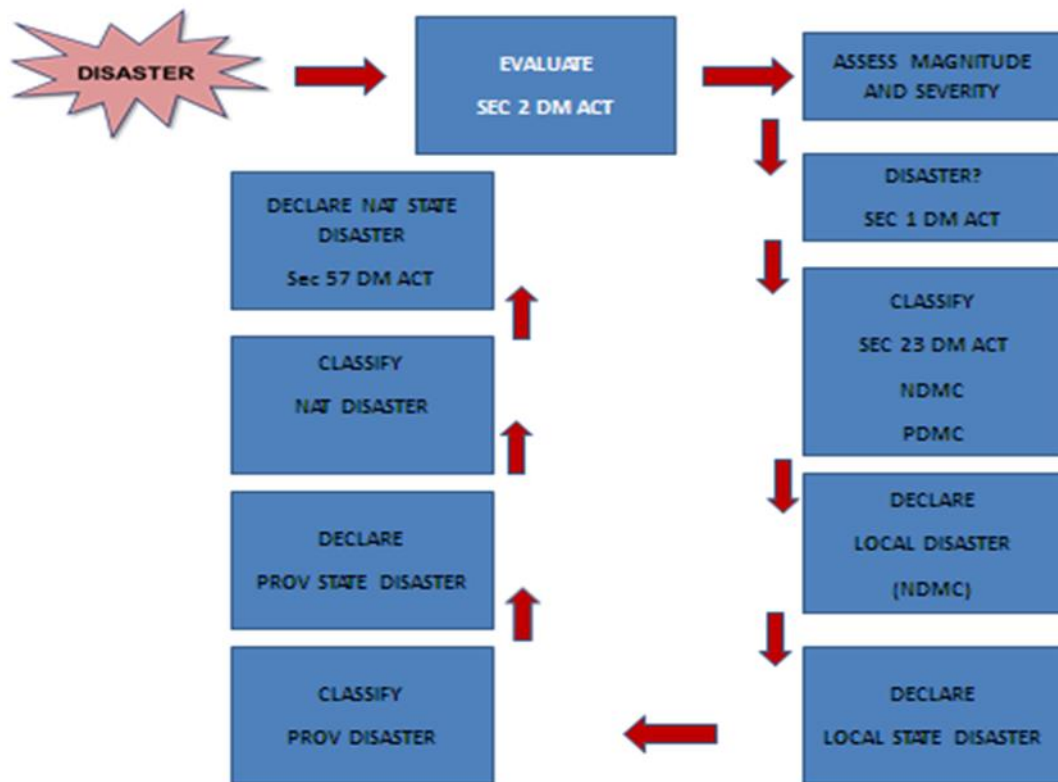 DISASTER
EVALUATE
SEC 2 DM ACT
ASSESS MAGNITUDE
AND SEVERITY
DISASTER?
SEC 1 DM ACT
CLASSIFY
SEC 23 DM ACT
NDMC
PDMC
DECLARE
LOCAL DISASTER
(NDMC)
DECLARE
LOCAL STATE DISASTER
CLASSIFY
PROV DISASTER
DECLARE
PROV STATE DISASTER
CLASSIFY
NAT DISASTER
DECLARE NAT STATE
DISASTER
Sec 57 DM ACT